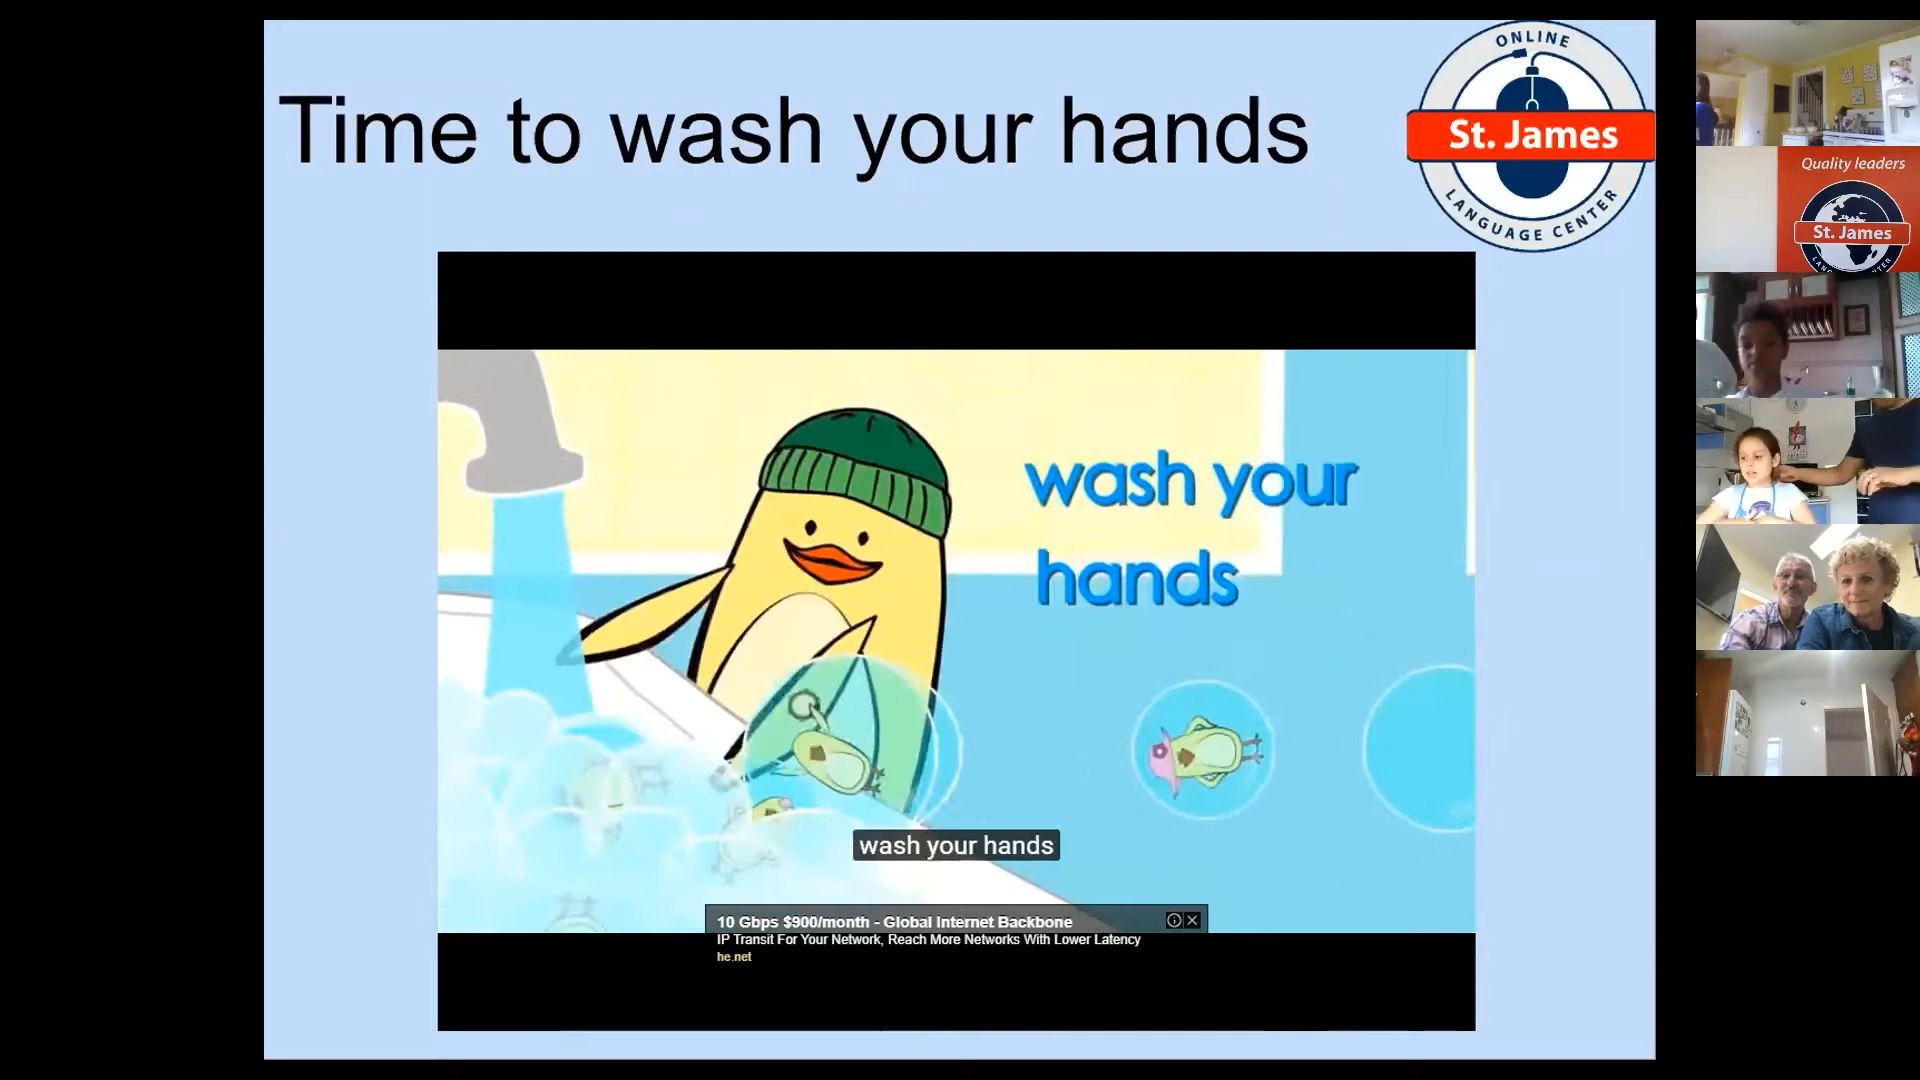 Time to wash your hands
ONLINE
St. James
LANGUAGE CENTER
wash your
hands
wash your hands
10 Gbps $900/month - Global Internet Backbone
IP Transit For Your Network, Reach More Networks With Lower Latency
he.net
Quality leaders
St. James